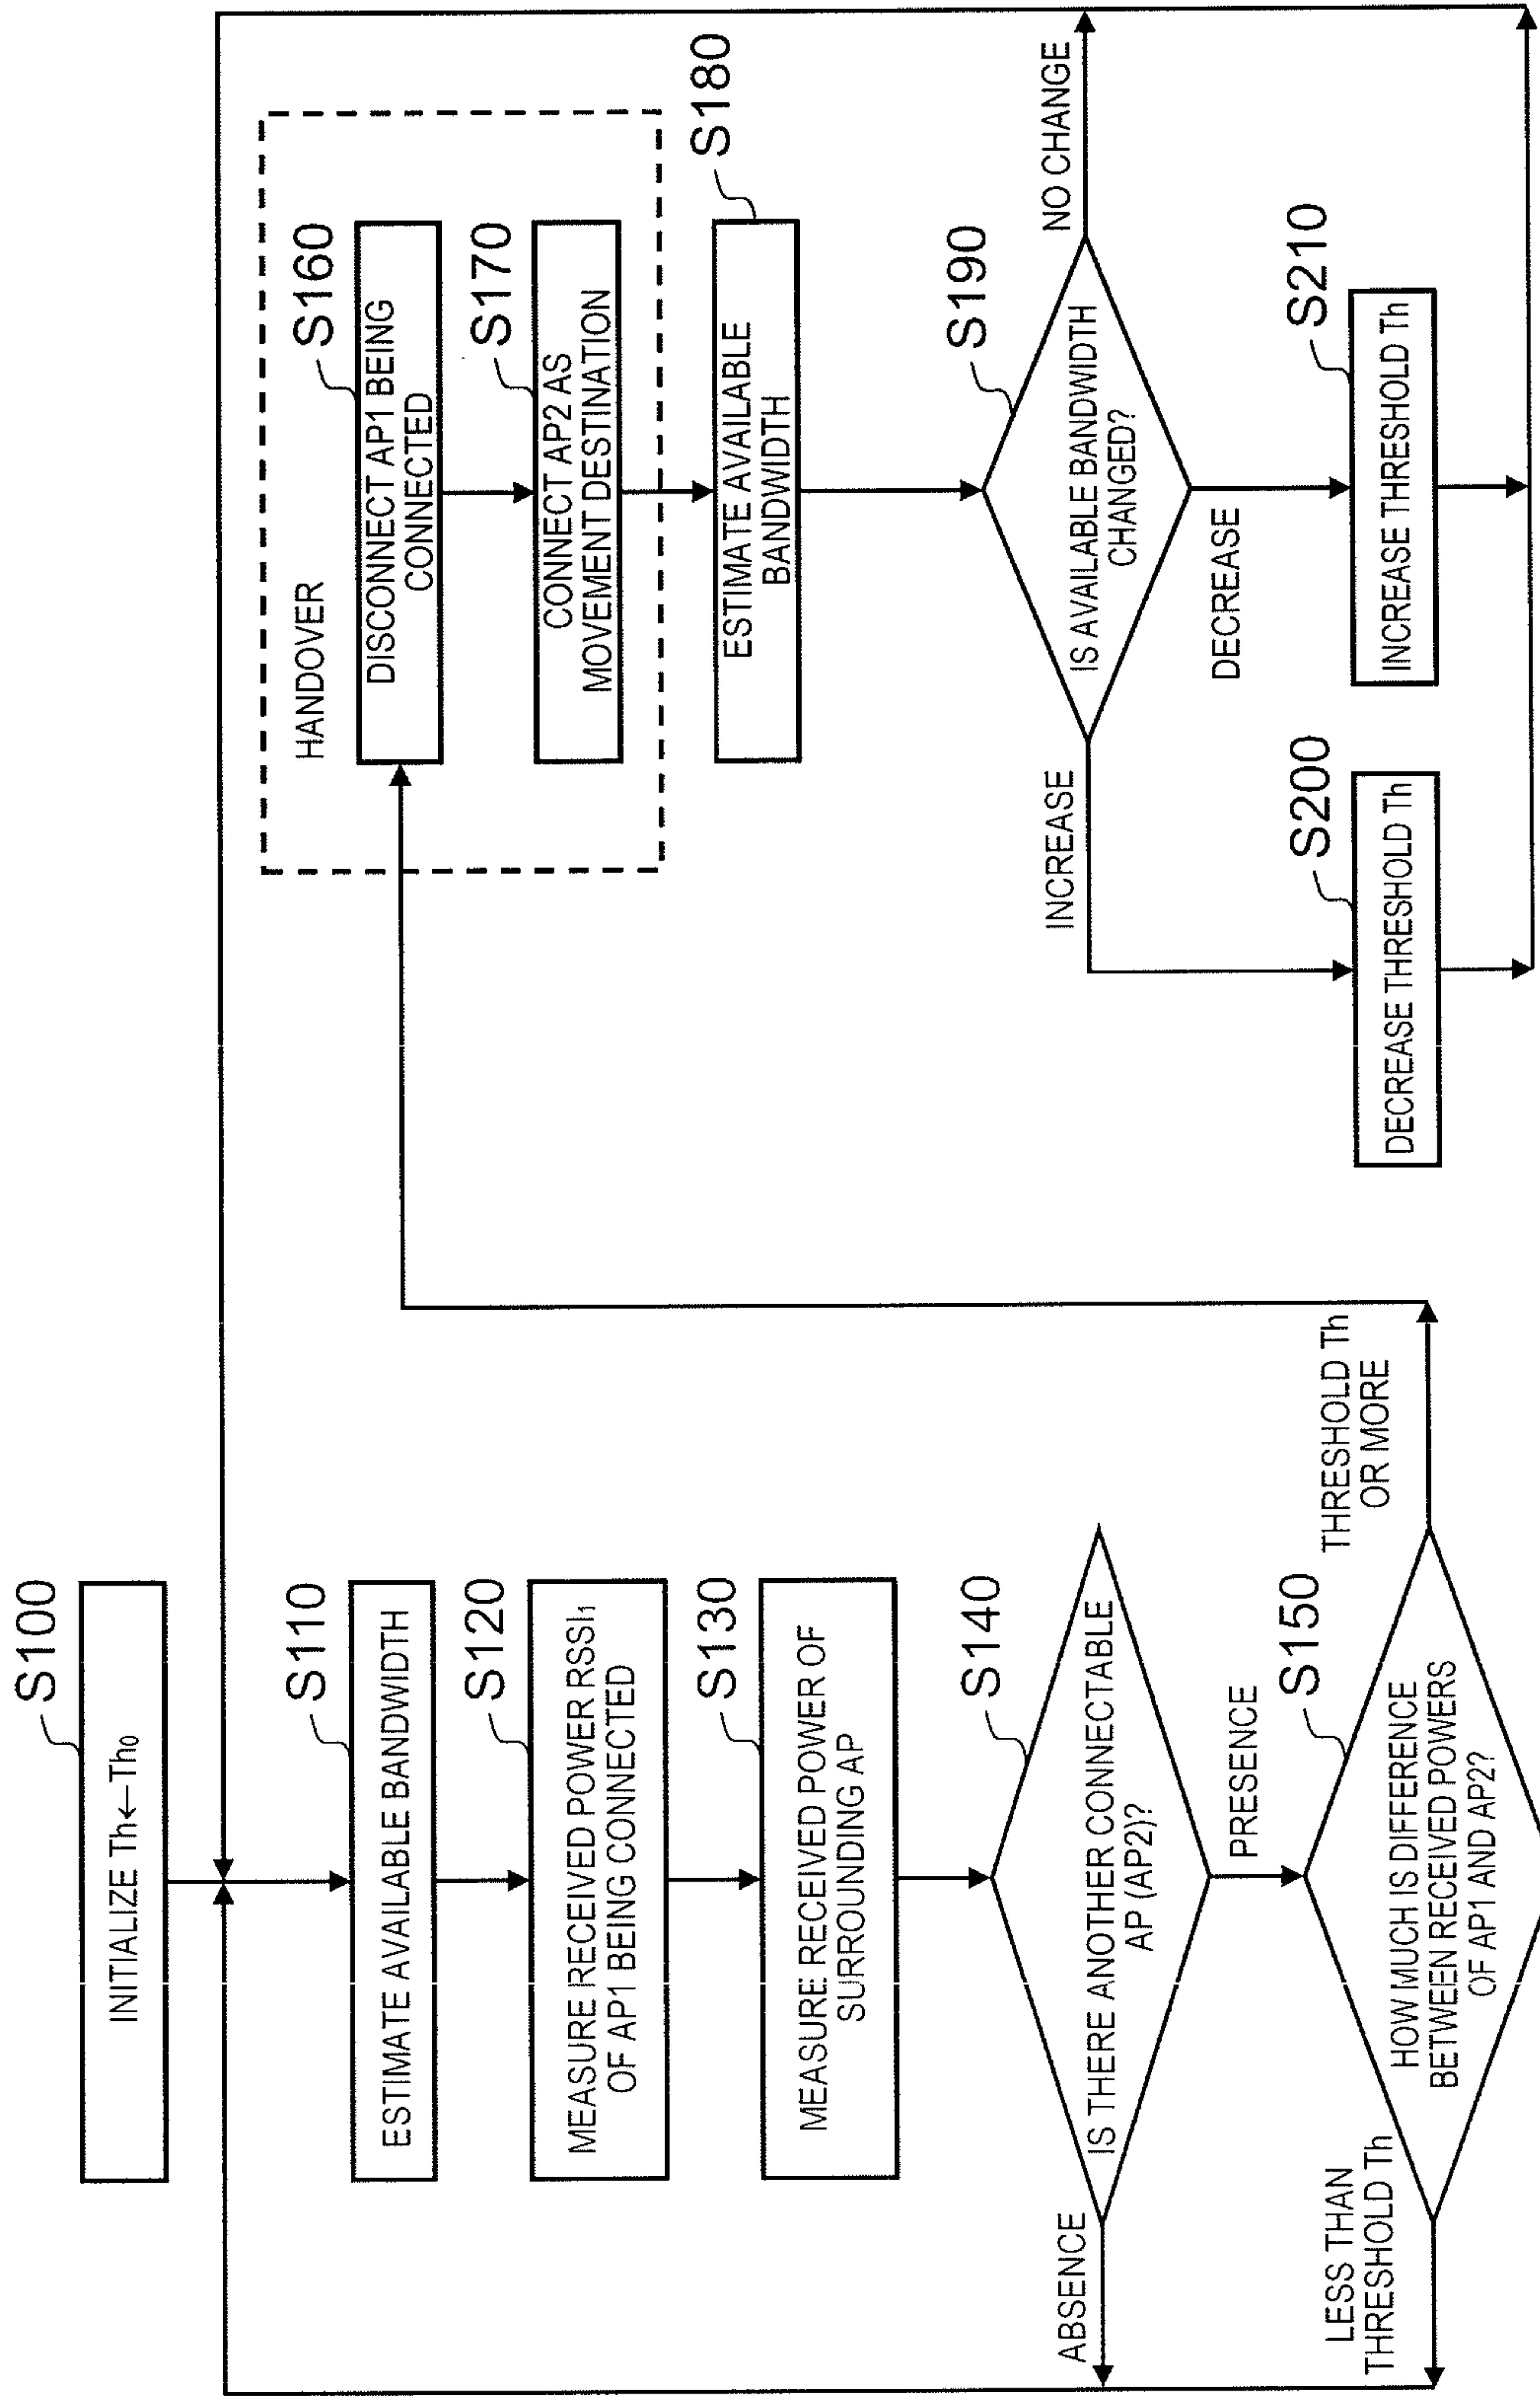 S100
INITIALIZE Th←Th0
S110
ESTIMATE AVAILABLE BANDWIDTH
S120
MEASURE RECEIVED POWER RSSI1
OF AP1 BEING CONNECTED
S130
MEASURE RECEIVED POWER OF
SURROUNDING AP
S140
IS THERE ANOTHER CONNECTABLE
AP (AP2)?
ABSENCE
PRESENCE
S150
HOW MUCH IS DIFFERENCE
BETWEEN RECEIVED POWERS
OF AP1 AND AP2?
LESS THAN
THRESHOLD Th
THRESHOLD Th
OR MORE
HANDOVER
S160
DISCONNECT AP1 BEING
CONNECTED
S170
CONNECT AP2 AS
MOVEMENT DESTINATION
S180
ESTIMATE AVAILABLE
BANDWIDTH
S190
IS AVAILABLE BANDWIDTH
CHANGED?
INCREASE
DECREASE
NO CHANGE
S200
DECREASE THRESHOLD Th
S210
INCREASE THRESHOLD Th